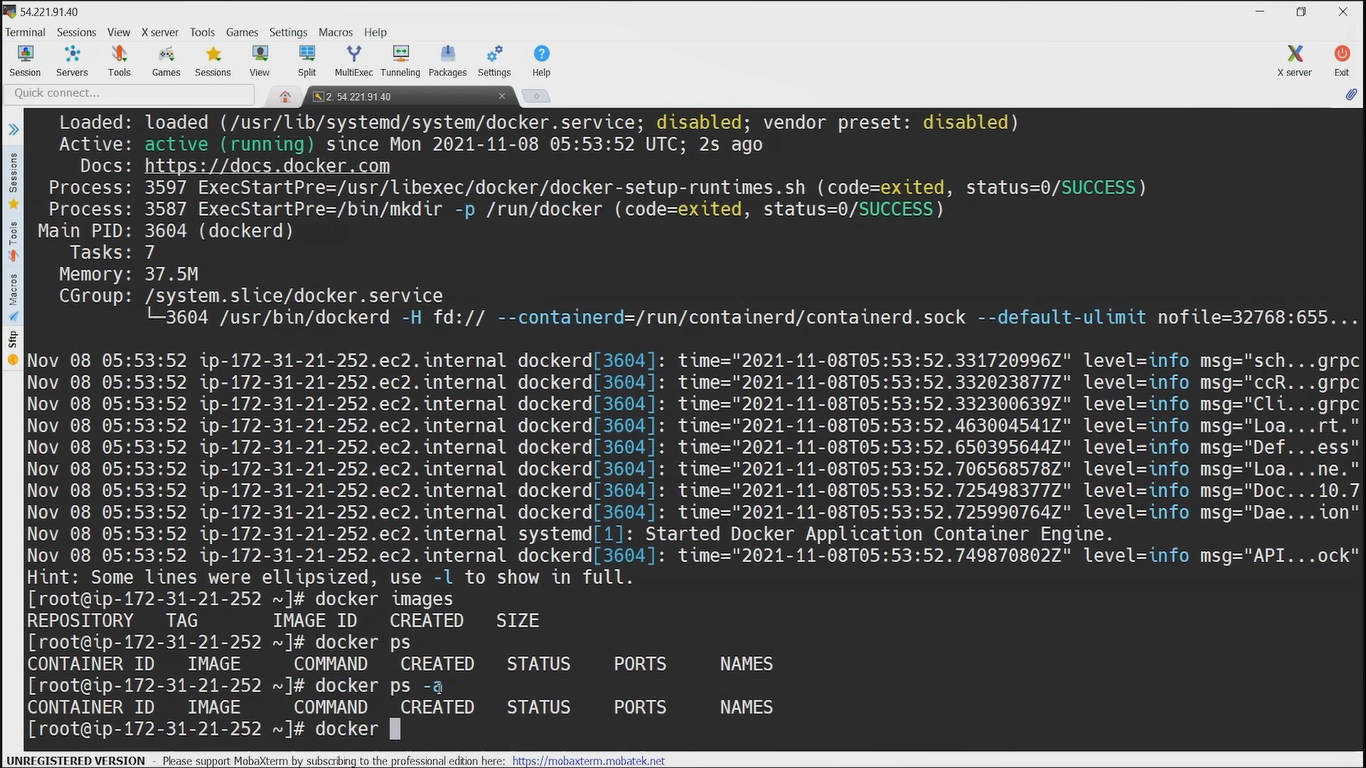 54.221.91.40
Terminal Sessions View X server Tools Games Settings Macros Help
Session Servers Tools Games Sessions View Split MultiExec Tunneling Packages Settings Help X server Exit
Quick connect...
2. 54.221.91.40
Sessions
Tools
Macros
Sftp
Loaded: loaded (/usr/lib/systemd/system/docker.service; disabled; vendor preset: disabled)
Active: active (running) since Mon 2021-11-08 05:53:52 UTC; 2s ago
Docs: https://docs.docker.com
Process: 3597 ExecStartPre=/usr/libexec/docker/docker-setup-runtimes.sh (code=exited, status=0/SUCCESS)
Process: 3587 ExecStartPre=/bin/mkdir -p /run/docker (code=exited, status=0/SUCCESS)
Main PID: 3604 (dockerd)
Tasks: 7
Memory: 37.5M
CGroup: /system.slice/docker.service
└─3604 /usr/bin/dockerd -H fd:// --containerd=/run/containerd/containerd.sock --default-ulimit nofile=32768:655...
Nov 08 05:53:52 ip-172-31-21-252.ec2.internal dockerd[3604]: time="2021-11-08T05:53:52.331720996Z" level=info msg="sch...grpc
Nov 08 05:53:52 ip-172-31-21-252.ec2.internal dockerd[3604]: time="2021-11-08T05:53:52.332023877Z" level=info msg="ccR...grpc
Nov 08 05:53:52 ip-172-31-21-252.ec2.internal dockerd[3604]: time="2021-11-08T05:53:52.332300639Z" level=info msg="Cli...grpc
Nov 08 05:53:52 ip-172-31-21-252.ec2.internal dockerd[3604]: time="2021-11-08T05:53:52.463004541Z" level=info msg="Loa...rt."
Nov 08 05:53:52 ip-172-31-21-252.ec2.internal dockerd[3604]: time="2021-11-08T05:53:52.650395644Z" level=info msg="Def...ess"
Nov 08 05:53:52 ip-172-31-21-252.ec2.internal dockerd[3604]: time="2021-11-08T05:53:52.706568578Z" level=info msg="Loa...ne."
Nov 08 05:53:52 ip-172-31-21-252.ec2.internal dockerd[3604]: time="2021-11-08T05:53:52.725498377Z" level=info msg="Doc...10.7
Nov 08 05:53:52 ip-172-31-21-252.ec2.internal dockerd[3604]: time="2021-11-08T05:53:52.725990764Z" level=info msg="Dae...ion"
Nov 08 05:53:52 ip-172-31-21-252.ec2.internal systemd[1]: Started Docker Application Container Engine.
Nov 08 05:53:52 ip-172-31-21-252.ec2.internal dockerd[3604]: time="2021-11-08T05:53:52.749870802Z" level=info msg="API...ock"
Hint: Some lines were ellipsized, use -l to show in full.
[root@ip-172-31-21-252 ~]# docker images
REPOSITORY TAG IMAGE ID CREATED SIZE
[root@ip-172-31-21-252 ~]# docker ps
CONTAINER ID IMAGE COMMAND CREATED STATUS PORTS NAMES
[root@ip-172-31-21-252 ~]# docker ps -a
CONTAINER ID IMAGE COMMAND CREATED STATUS PORTS NAMES
[root@ip-172-31-21-252 ~]# docker
UNREGISTERED VERSION - Please support MobaXterm by subscribing to the professional edition here: https://mobaxterm.mobatek.net